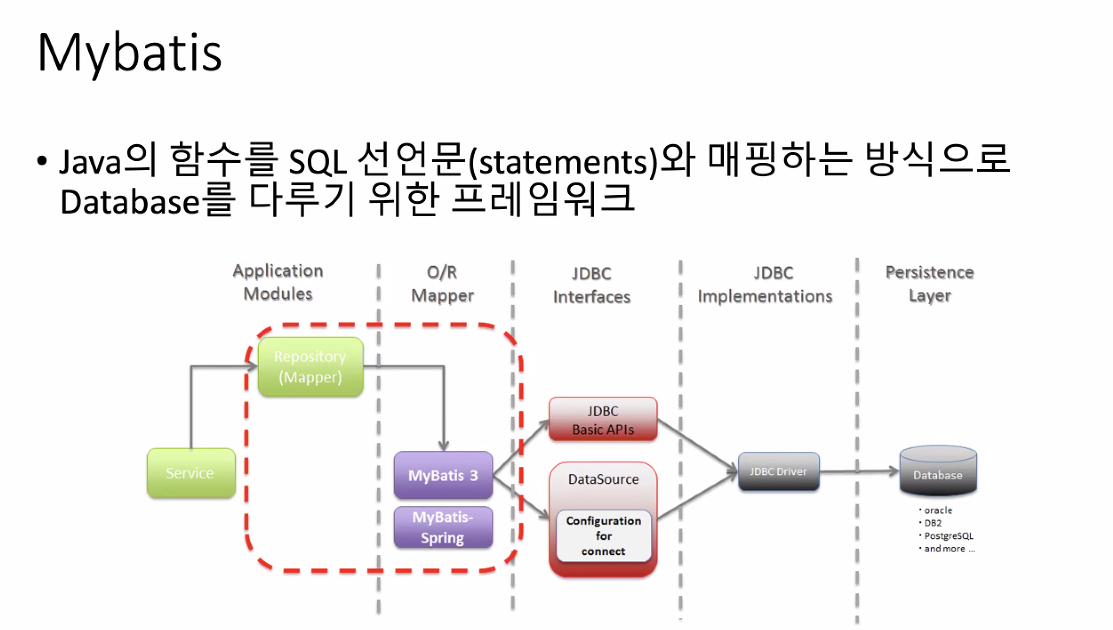 Mybatis
• Java의 함수를 SQL 선언문(statements)와 매핑하는 방식으로
Database를 다루기 위한 프레임워크
Application
Modules
O/R
Mapper
JDBC
Interfaces
JDBC
Implementations
Persistence
Layer
Repository
(Mapper)
Service
MyBatis 3
MyBatis-
Spring
JDBC
Basic APIs
DataSource
Configuration
for
connect
JDBC Driver
Database
・oracle
・DB2
・PostgreSQL
・and more ...